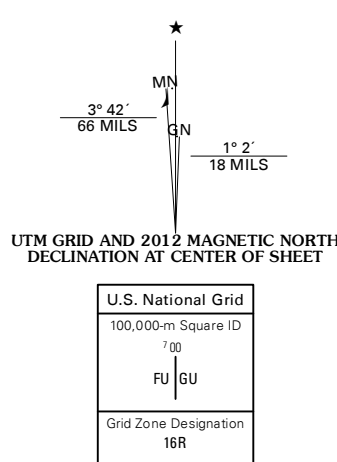 ★
MN
3° 42´
66 MILS
GN
1° 2´
18 MILS
UTM GRID AND 2012 MAGNETIC NORTH
DECLINATION AT CENTER OF SHEET
U.S. National Grid
100,000-m Square ID
7 00
FU GU
Grid Zone Designation
16R